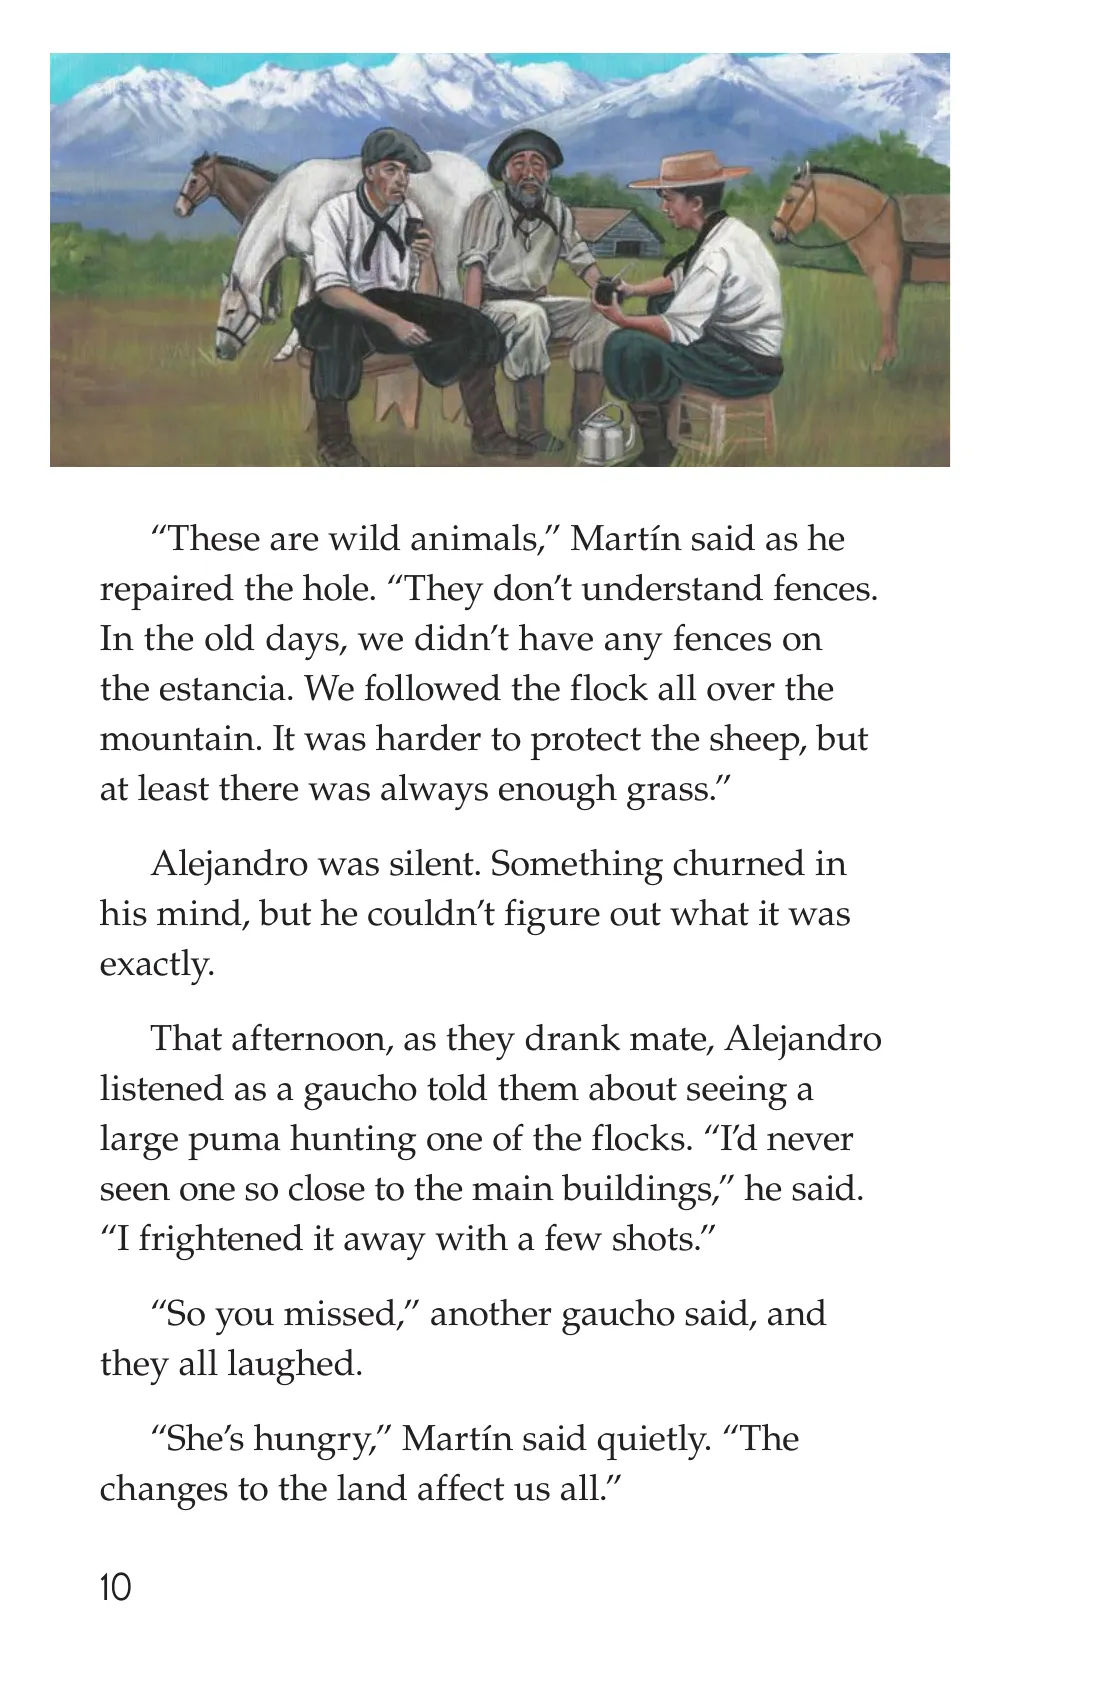 “These are wild animals,” Martín said as he
repaired the hole. “They don’t understand fences.
In the old days, we didn’t have any fences on
the estancia. We followed the flock all over the
mountain. It was harder to protect the sheep, but
at least there was always enough grass.”
Alejandro was silent. Something churned in
his mind, but he couldn’t figure out what it was
exactly.
That afternoon, as they drank mate, Alejandro
listened as a gaucho told them about seeing a
large puma hunting one of the flocks. “I’d never
seen one so close to the main buildings,” he said.
“I frightened it away with a few shots.”
“So you missed,” another gaucho said, and
they all laughed.
“She’s hungry,” Martín said quietly. “The
changes to the land affect us all.”
10